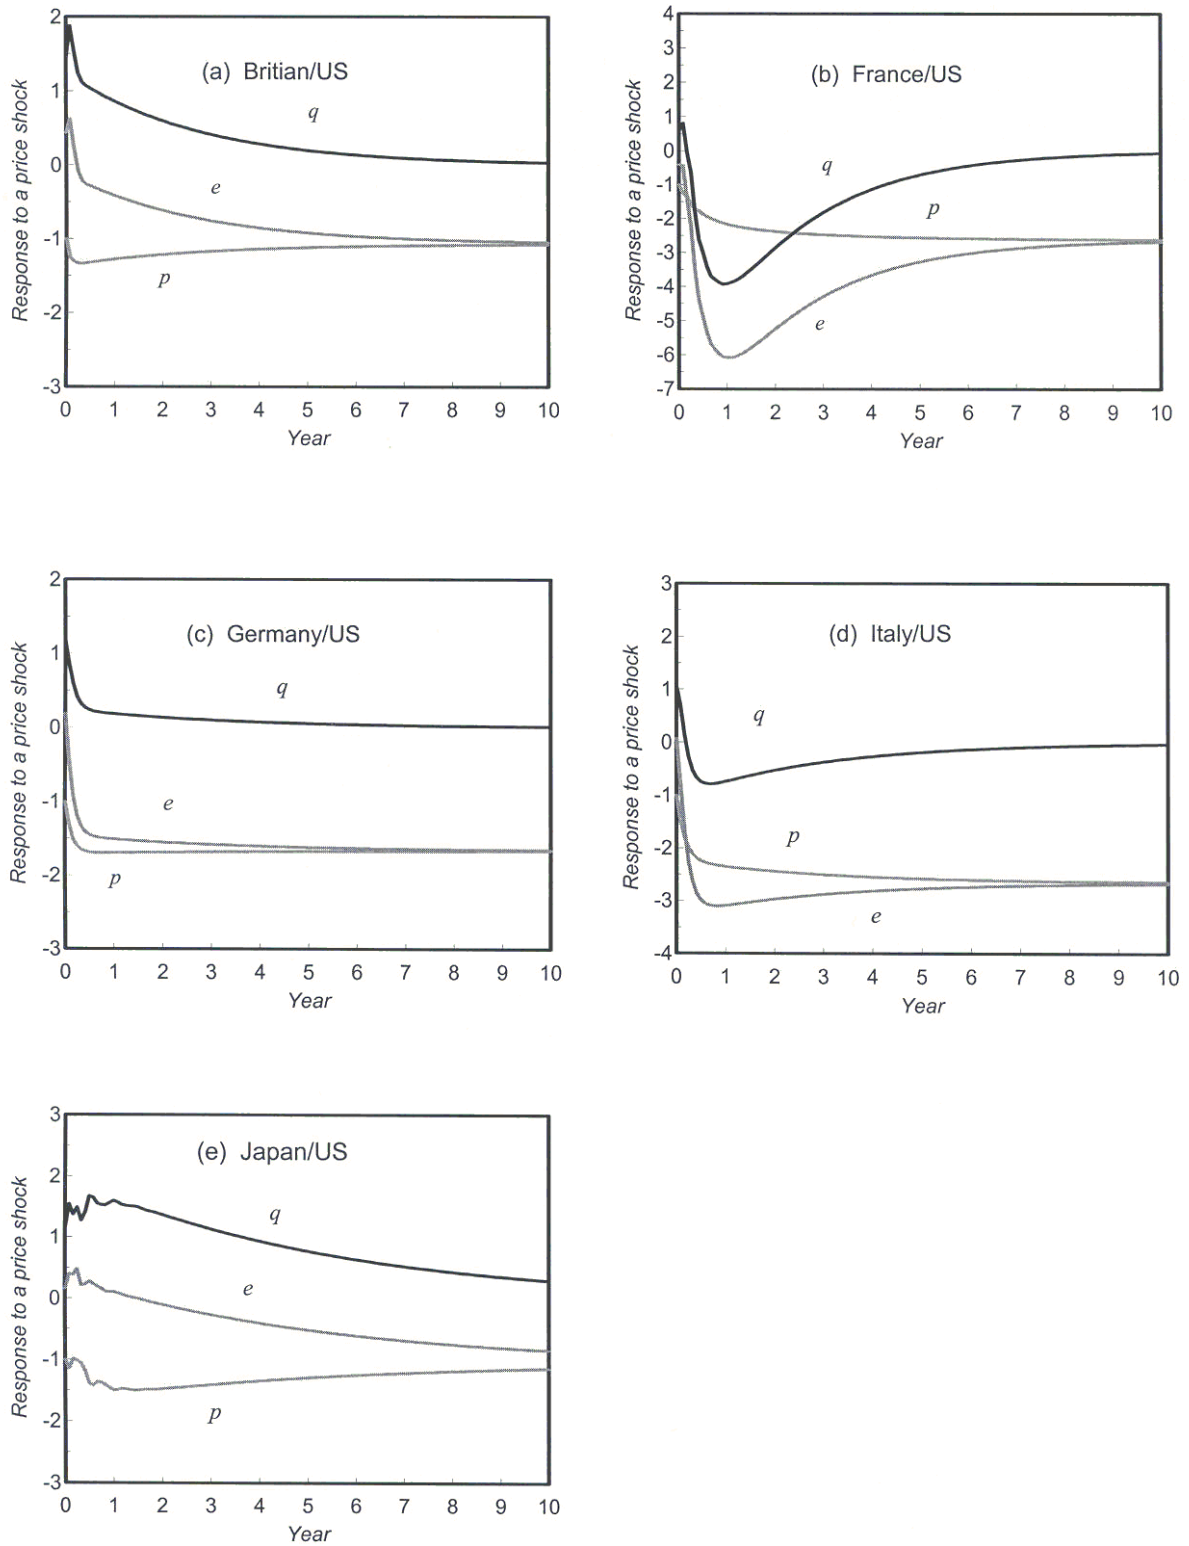 (a) Britian/US
Response to a price shock
2
1
0
-1
-2
-3
q
e
p
0 1 2 3 4 5 6 7 8 9 10
Year
(b) France/US
Response to a price shock
4
3
2
1
0
-1
-2
-3
-4
-5
-6
-7
q
p
e
0 1 2 3 4 5 6 7 8 9 10
Year
(c) Germany/US
Response to a price shock
2
1
0
-1
-2
-3
q
e
p
0 1 2 3 4 5 6 7 8 9 10
Year
(d) Italy/US
Response to a price shock
3
2
1
0
-1
-2
-3
-4
q
p
e
0 1 2 3 4 5 6 7 8 9 10
Year
(e) Japan/US
Response to a price shock
3
2
1
0
-1
-2
-3
q
e
p
0 1 2 3 4 5 6 7 8 9 10
Year